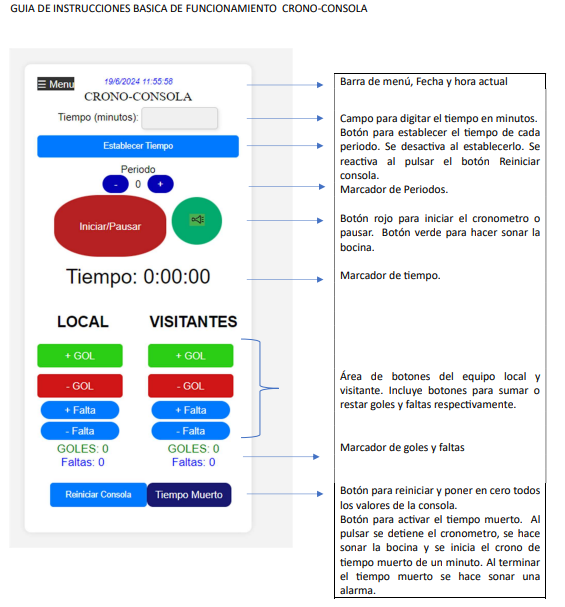 GUIA DE INSTRUCCIONES BASICA DE FUNCIONAMIENTO CRONO-CONSOLA
☰ Menu
19/6/2024 11:55:58
CRONO-CONSOLA
Tiempo (minutos):
Establecer Tiempo
Periodo
- 0 +
Iniciar/Pausar
Tiempo: 0:00:00
LOCAL VISITANTES
+ GOL + GOL
- GOL - GOL
+ Falta + Falta
- Falta - Falta
GOLES: 0 GOLES: 0
Faltas: 0 Faltas: 0
Reiniciar Consola Tiempo Muerto
Barra de menú, Fecha y hora actual
Campo para digitar el tiempo en minutos.
Botón para establecer el tiempo de cada
periodo. Se desactiva al establecerlo. Se
reactiva al pulsar el botón Reiniciar
consola.
Marcador de Periodos.
Botón rojo para iniciar el cronometro o
pausar. Botón verde para hacer sonar la
bocina.
Marcador de tiempo.
Área de botones del equipo local y
visitante. Incluye botones para sumar o
restar goles y faltas respectivamente.
Marcador de goles y faltas
Botón para reiniciar y poner en cero todos
los valores de la consola.
Botón para activar el tiempo muerto. Al
pulsar se detiene el cronometro, se hace
sonar la bocina y se inicia el crono de
tiempo muerto de un minuto. Al terminar
el tiempo muerto se hace sonar una
alarma.